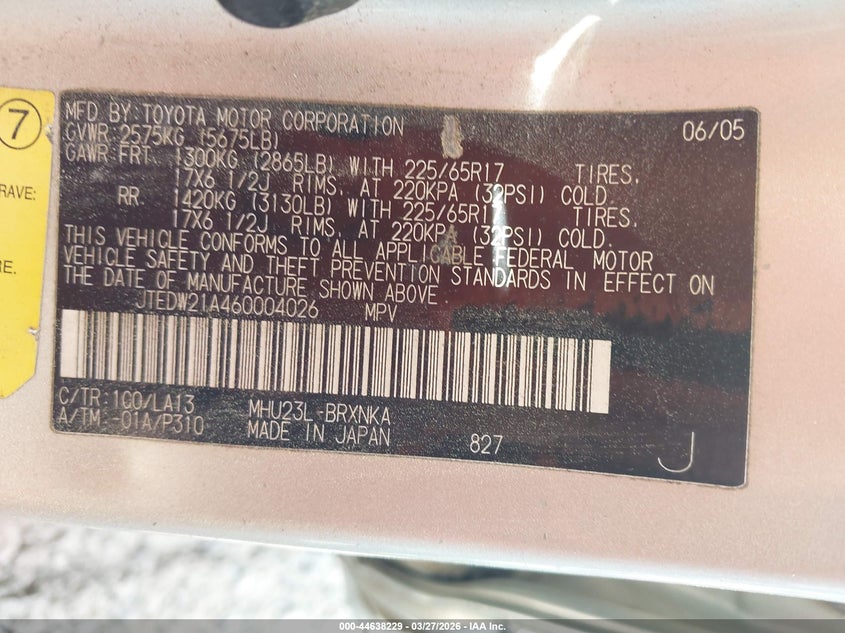 7
RAVE:
RE.
MFD BY: TOYOTA MOTOR CORPORATION 06/05
GVWR: 2575KG (5675LB)
GAWR FRT. 1300KG (2865LB) WITH 225/65R17 TIRES,
17X6 1/2J RIMS, AT 220KPA (32PSI) COLD.
RR 1420KG (3130LB) WITH 225/65R17 TIRES,
17X6 1/2J RIMS, AT 220KPA (32PSI) COLD.
THIS VEHICLE CONFORMS TO ALL APPLICABLE FEDERAL MOTOR
VEHICLE SAFETY AND THEFT PREVENTION STANDARDS IN EFFECT ON
THE DATE OF MANUFACTURE SHOWN ABOVE.
JTEDW21A460004026 MPV
C/TR: 1C0/LA13 MHU23L-BRXNKA
A/TM: -01A/P310 MADE IN JAPAN 827 J
000-44638229 — 03/27/2026 — IAA Inc.